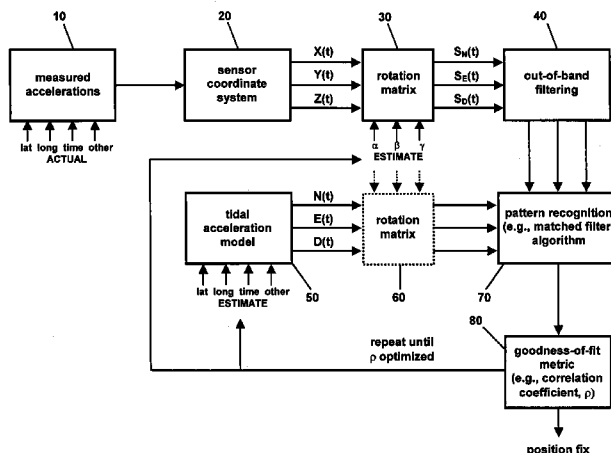 10
20
30
40
measured
accelerations
sensor
coordinate
system
X(t)
Y(t)
Z(t)
rotation
matrix
S_N(t)
S_E(t)
S_D(t)
out-of-band
filtering
lat long time other
ACTUAL
α β γ
ESTIMATE
tidal
acceleration
model
N(t)
E(t)
D(t)
rotation
matrix
pattern recognition
(e.g., matched filter
algorithm
lat long time other
ESTIMATE
50
60
70
80
repeat until
ρ optimized
goodness-of-fit
metric
(e.g., correlation
coefficient, ρ)
position fix